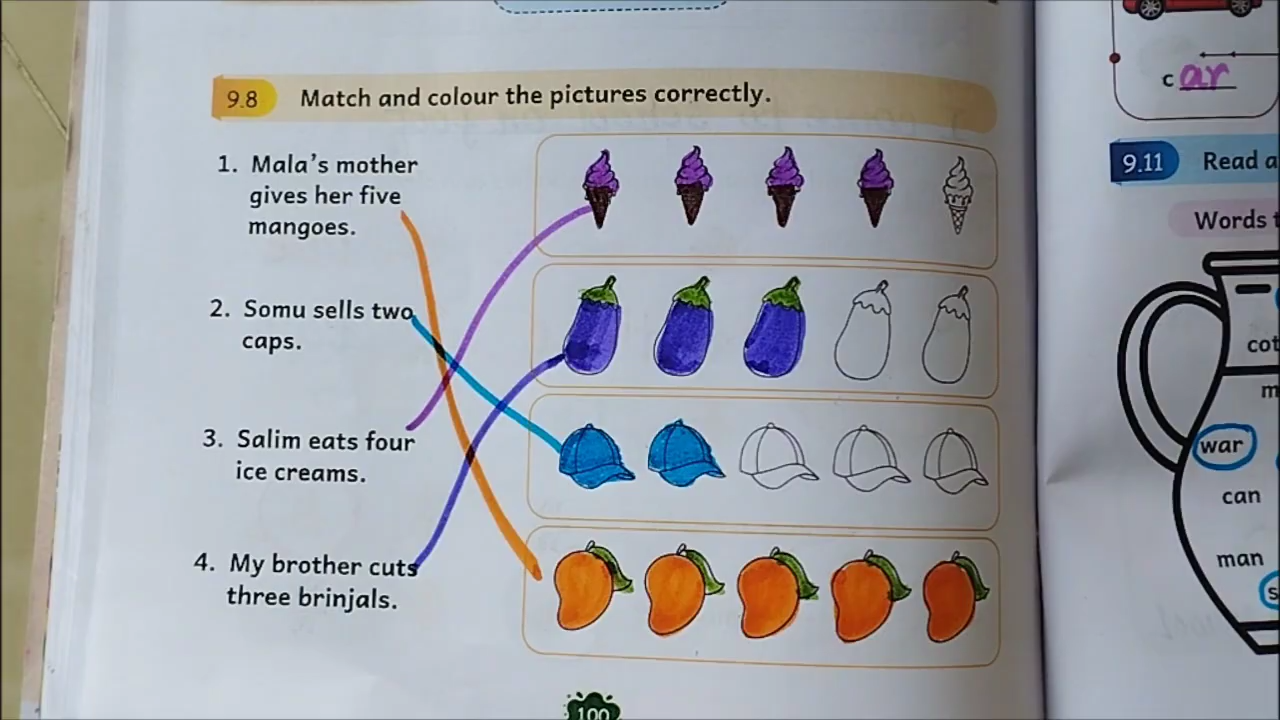 9.8 Match and colour the pictures correctly.
1. Mala's mother
gives her five
mangoes.
2. Somu sells two
caps.
3. Salim eats four
ice creams.
4. My brother cuts
three brinjals.
100
c ar
9.11 Read a
Words
cot
m
war
can
man
s